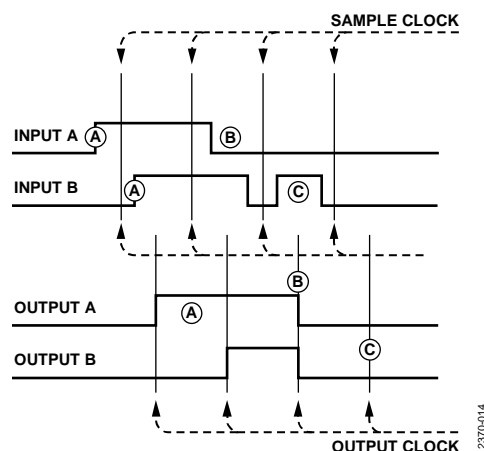 SAMPLE CLOCK
INPUT A A B
INPUT B A C
B
OUTPUT A A
C
OUTPUT B
OUTPUT CLOCK
2370-014